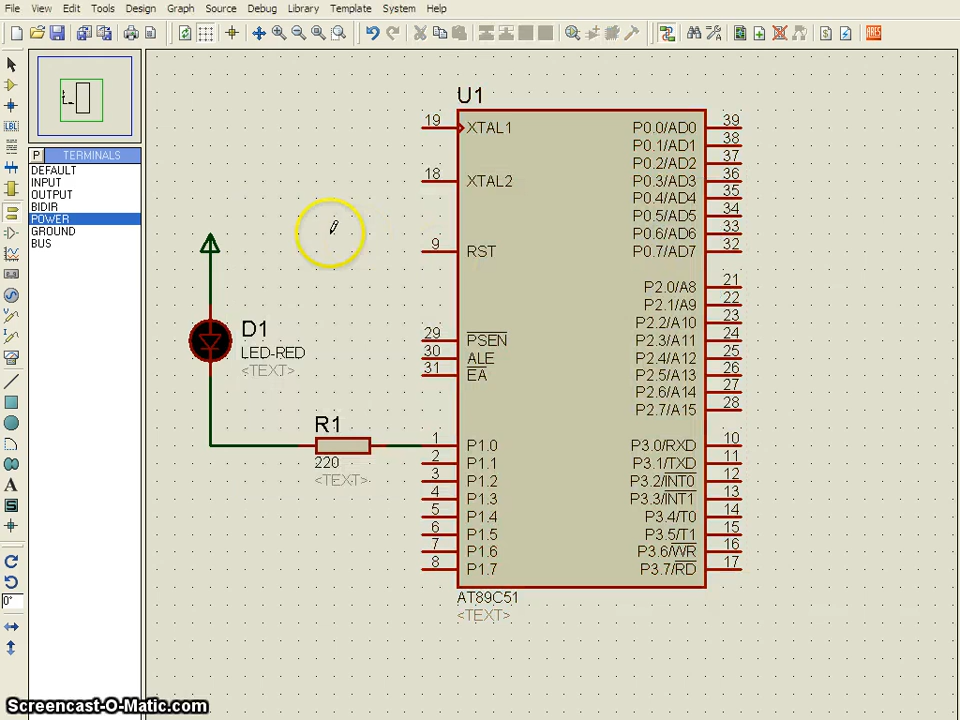 File View Edit Tools Design Graph Source Debug Library Template System Help
ARES
LBL
P TERMINALS
DEFAULT
INPUT
OUTPUT
BIDIR
POWER
GROUND
BUS
A
S
0°
U1
19 XTAL1
18 XTAL2
9 RST
29 PSEN
30 ALE
31 EA
1 P1.0
2 P1.1
3 P1.2
4 P1.3
5 P1.4
6 P1.5
7 P1.6
8 P1.7
P0.0/AD0 39
P0.1/AD1 38
P0.2/AD2 37
P0.3/AD3 36
P0.4/AD4 35
P0.5/AD5 34
P0.6/AD6 33
P0.7/AD7 32
P2.0/A8 21
P2.1/A9 22
P2.2/A10 23
P2.3/A11 24
P2.4/A12 25
P2.5/A13 26
P2.6/A14 27
P2.7/A15 28
P3.0/RXD 10
P3.1/TXD 11
P3.2/INT0 12
P3.3/INT1 13
P3.4/T0 14
P3.5/T1 15
P3.6/WR 16
P3.7/RD 17
AT89C51
<TEXT>
D1
LED-RED
<TEXT>
R1
220
<TEXT>
Screencast-O-Matic.com